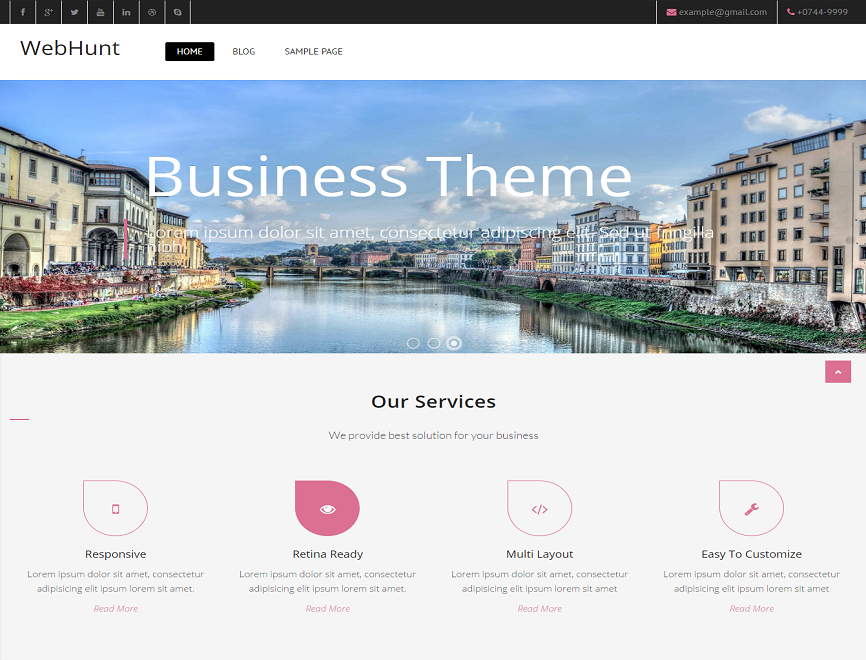 example@gmail.com +0744-9999
WebHunt HOME BLOG SAMPLE PAGE
Business Theme
Lorem ipsum dolor sit amet, consectetur adipiscing elit. Sed ut fringilla
nibh.
Our Services
We provide best solution for your business
Responsive
Lorem ipsum dolor sit amet, consectetur
adipisicing elit ipsum lorem sit amet.
Read More
Retina Ready
Lorem ipsum dolor sit amet, consectetur
adipisicing elit ipsum lorem sit amet.
Read More
Multi Layout
Lorem ipsum dolor sit amet, consectetur
adipisicing elit ipsum lorem sit amet
Read More
Easy To Customize
Lorem ipsum dolor sit amet, consectetur
adipisicing elit ipsum lorem sit amet
Read More